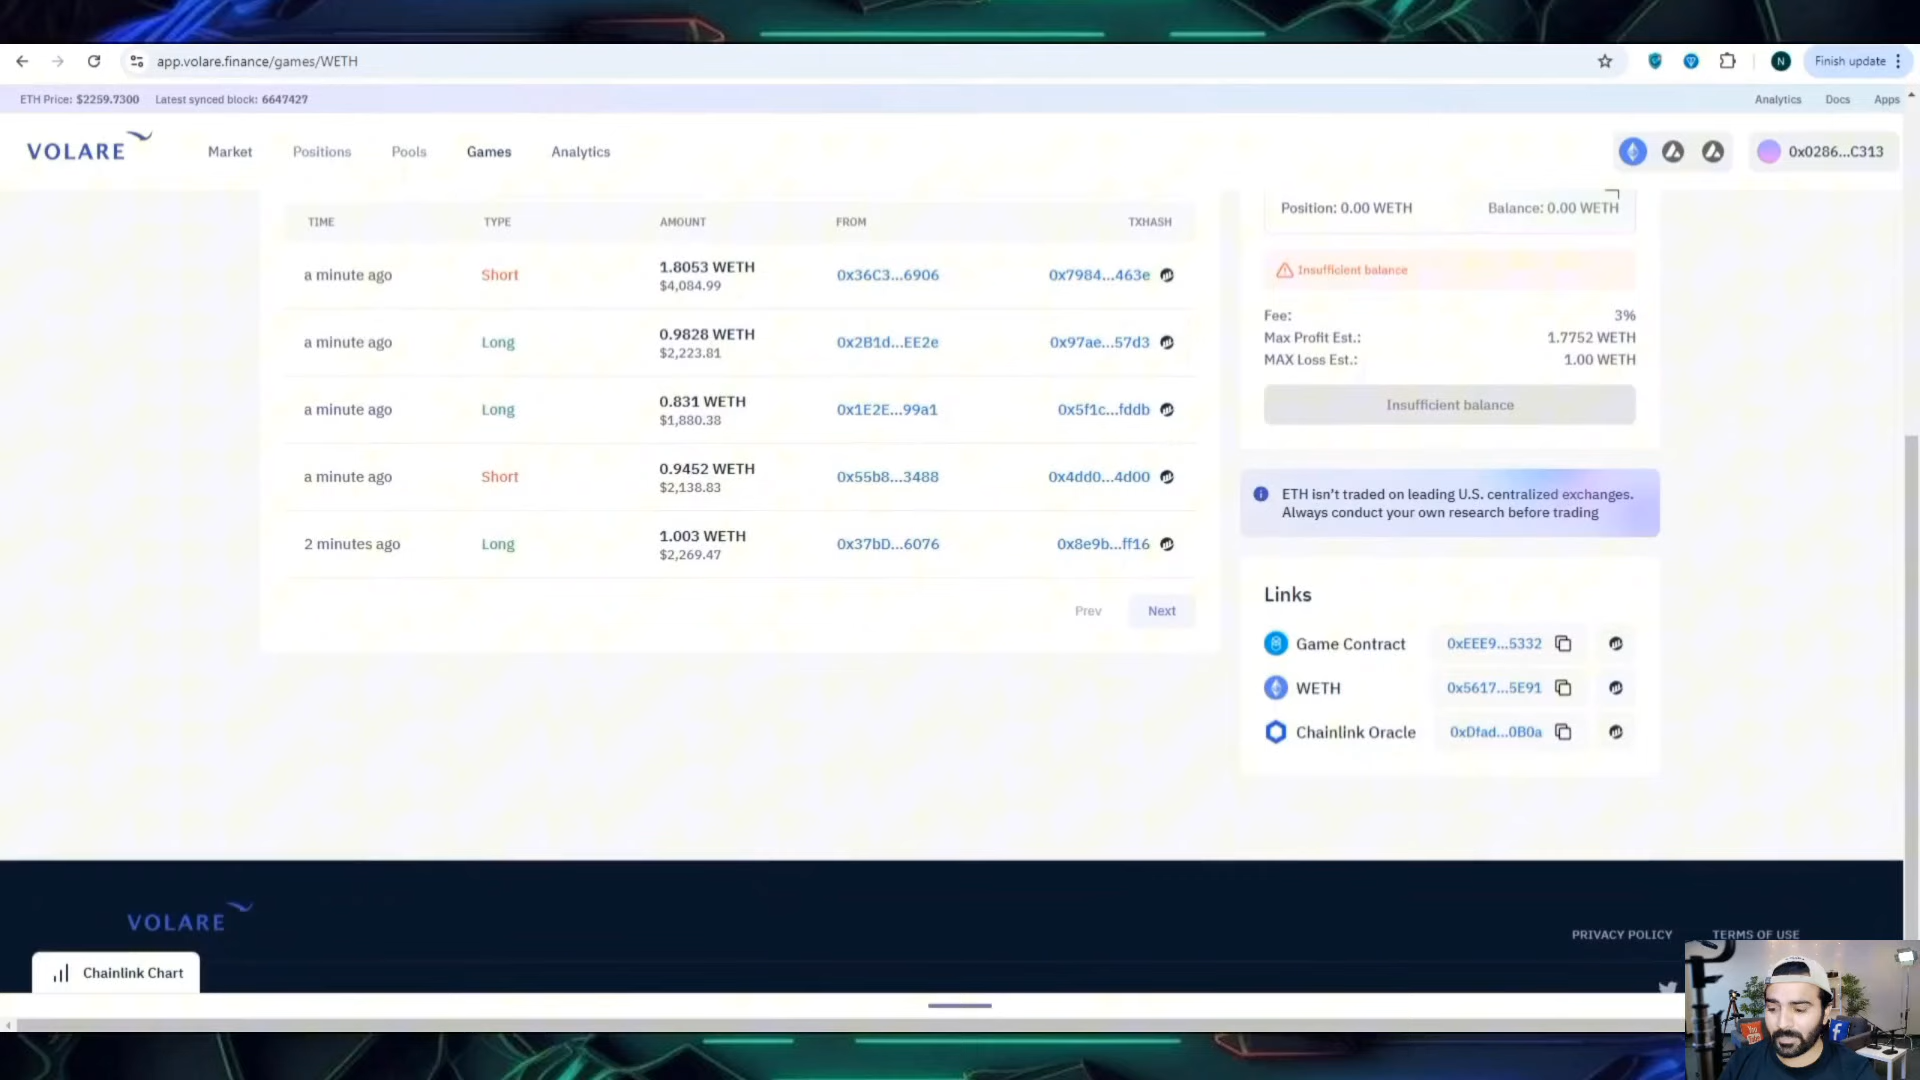 app.volare.finance/games/WETH
N
Finish update
ETH Price: $2259.7300 Latest synced block: 6647427
Analytics Docs Apps
VOLARE
Market Positions Pools Games Analytics
0x0286...C313
TIME TYPE AMOUNT FROM TXHASH
a minute ago Short 1.8053 WETH 0x36C3...6906 0x7984...463e
$4,084.99
a minute ago Long 0.9828 WETH 0x2B1d...EE2e 0x97ae...57d3
$2,223.81
a minute ago Long 0.831 WETH 0x1E2E...99a1 0x5f1c...fddb
$1,880.38
a minute ago Short 0.9452 WETH 0x55b8...3488 0x4dd0...4d00
$2,138.83
2 minutes ago Long 1.003 WETH 0x37bD...6076 0x8e9b...ff16
$2,269.47
Prev Next
Position: 0.00 WETH Balance: 0.00 WETH
Insufficient balance
Fee: 3%
Max Profit Est.: 1.7752 WETH
MAX Loss Est.: 1.00 WETH
Insufficient balance
ETH isn't traded on leading U.S. centralized exchanges.
Always conduct your own research before trading
Links
Game Contract 0xEEE9...5332
WETH 0x5617...5E91
Chainlink Oracle 0xDfad...0B0a
VOLARE
PRIVACY POLICY TERMS OF USE
Chainlink Chart